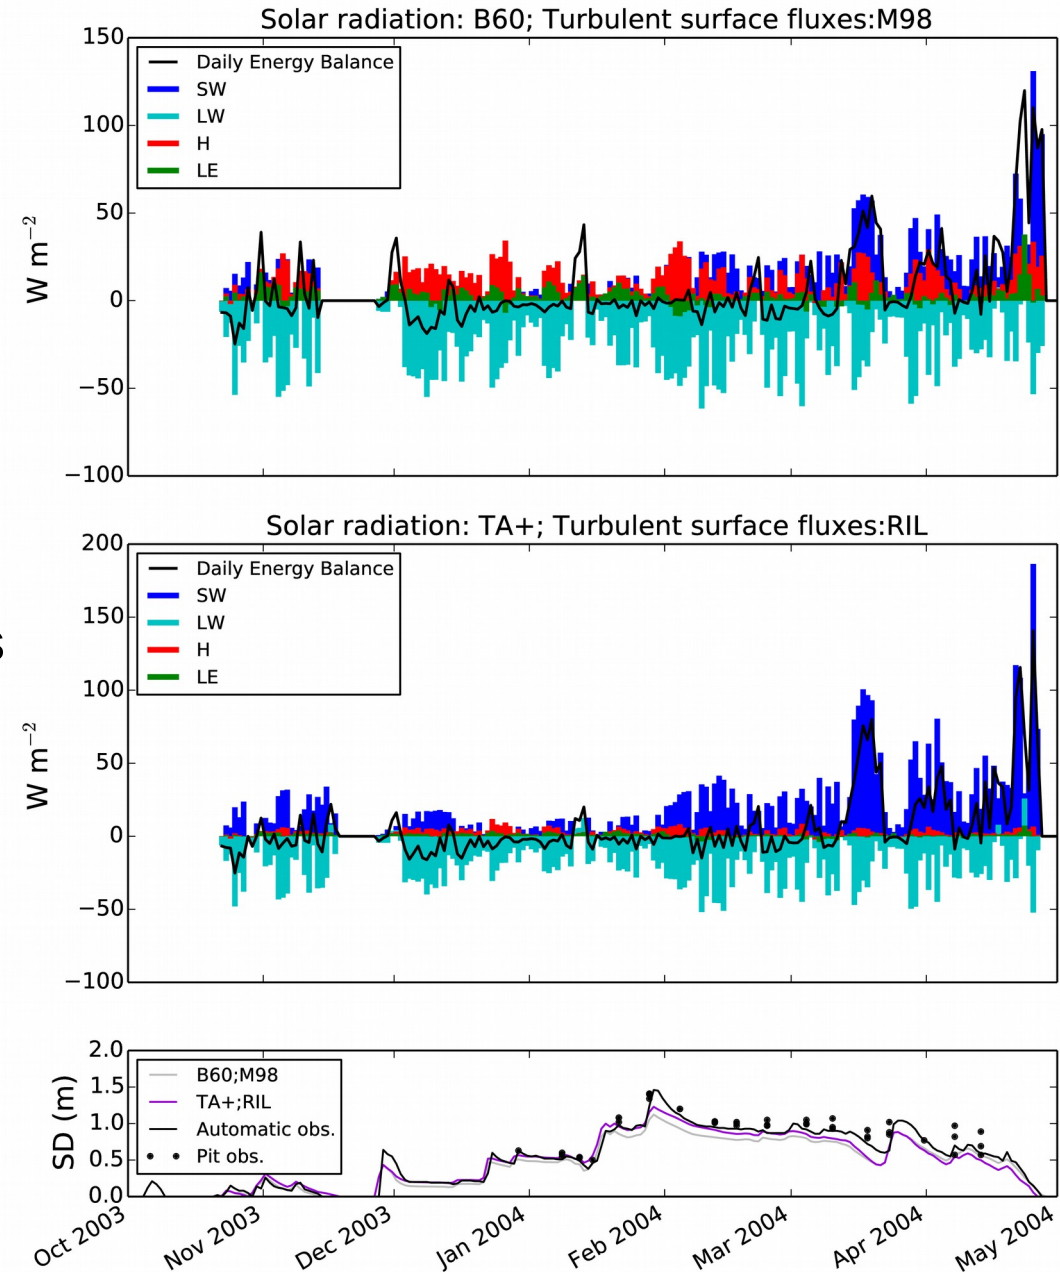 Solar radiation: B60; Turbulent surface fluxes:M98
150
100
50
0
−50
−100
W m−2
Daily Energy Balance
SW
LW
H
LE
Solar radiation: TA+; Turbulent surface fluxes:RIL
200
150
100
50
0
−50
−100
W m−2
Daily Energy Balance
SW
LW
H
LE
2.0
1.5
1.0
0.5
0.0
SD (m)
B60;M98
TA+;RIL
Automatic obs.
Pit obs.
Oct 2003
Nov 2003
Dec 2003
Jan 2004
Feb 2004
Mar 2004
Apr 2004
May 2004